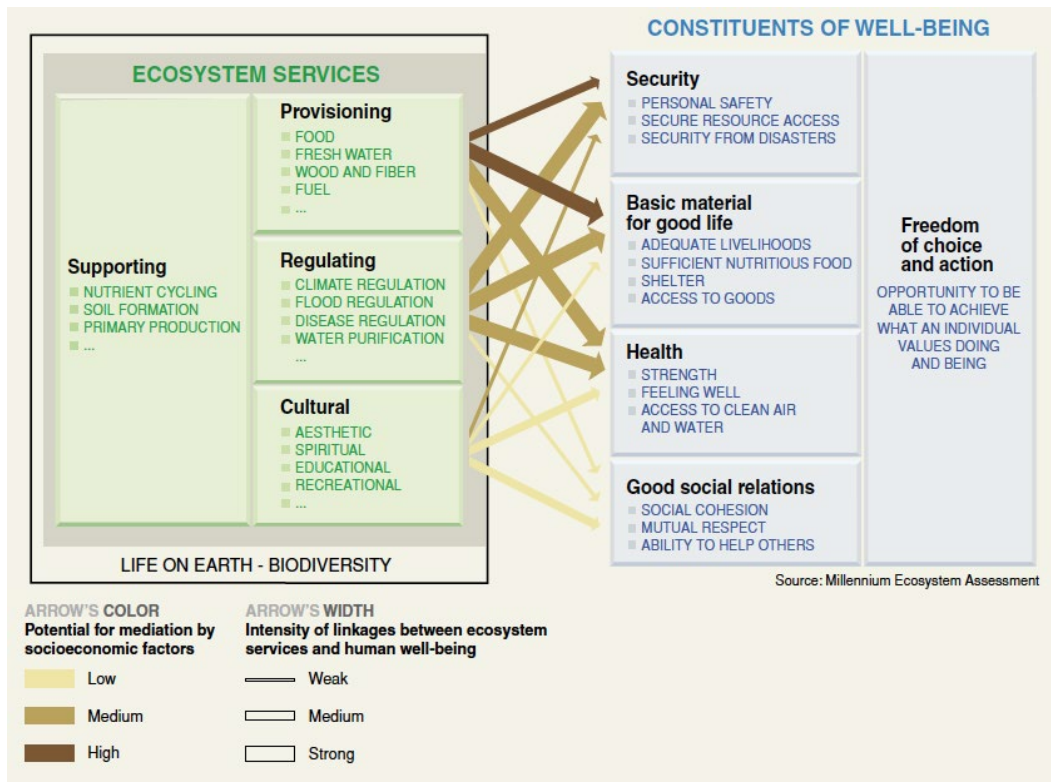 CONSTITUENTS OF WELL-BEING
ECOSYSTEM SERVICES
Supporting
NUTRIENT CYCLING
SOIL FORMATION
PRIMARY PRODUCTION
...
Provisioning
FOOD
FRESH WATER
WOOD AND FIBER
FUEL
...
Regulating
CLIMATE REGULATION
FLOOD REGULATION
DISEASE REGULATION
WATER PURIFICATION
...
Cultural
AESTHETIC
SPIRITUAL
EDUCATIONAL
RECREATIONAL
...
LIFE ON EARTH - BIODIVERSITY
Security
PERSONAL SAFETY
SECURE RESOURCE ACCESS
SECURITY FROM DISASTERS
Basic material
for good life
ADEQUATE LIVELIHOODS
SUFFICIENT NUTRITIOUS FOOD
SHELTER
ACCESS TO GOODS
Health
STRENGTH
FEELING WELL
ACCESS TO CLEAN AIR
AND WATER
Good social relations
SOCIAL COHESION
MUTUAL RESPECT
ABILITY TO HELP OTHERS
Freedom
of choice
and action
OPPORTUNITY TO BE
ABLE TO ACHIEVE
WHAT AN INDIVIDUAL
VALUES DOING
AND BEING
Source: Millennium Ecosystem Assessment
ARROW'S COLOR
Potential for mediation by
socioeconomic factors
Low
Medium
High
ARROW'S WIDTH
Intensity of linkages between ecosystem
services and human well-being
Weak
Medium
Strong